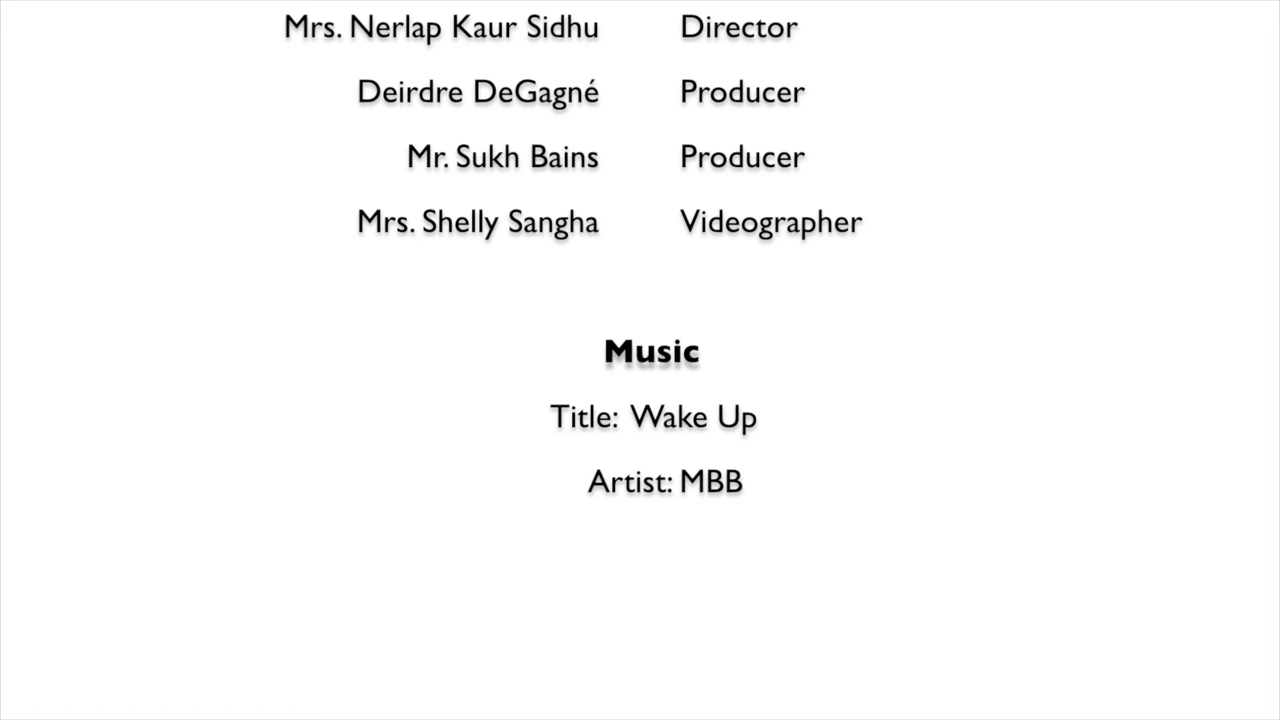 Mrs. Nerlap Kaur Sidhu Director
Deirdre DeGagné Producer
Mr. Sukh Bains Producer
Mrs. Shelly Sangha Videographer
Music
Title: Wake Up
Artist: MBB